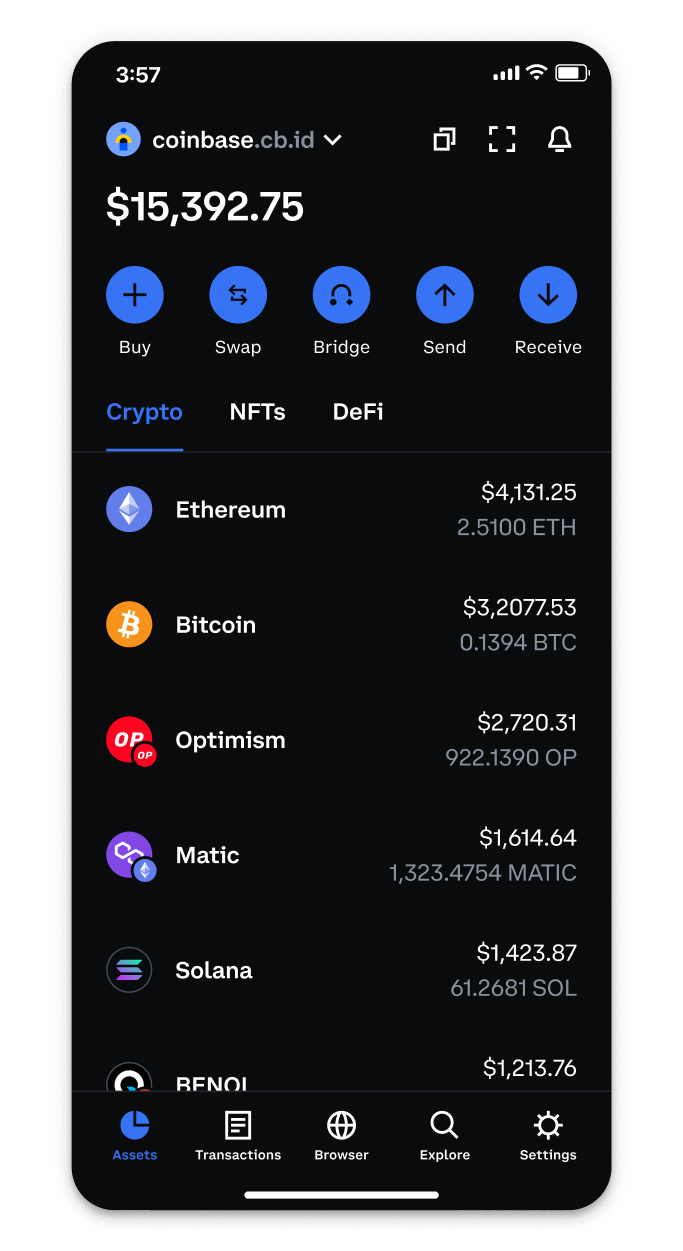 3:57
coinbase.cb.id
$15,392.75
Buy Swap Bridge Send Receive
Crypto NFTs DeFi
Ethereum $4,131.25
2.5100 ETH
Bitcoin $3,2077.53
0.1394 BTC
OP OP Optimism $2,720.31
922.1390 OP
Matic $1,614.64
1,323.4754 MATIC
Solana $1,423.87
61.2681 SOL
$1,213.76
Assets Transactions Browser Explore Settings